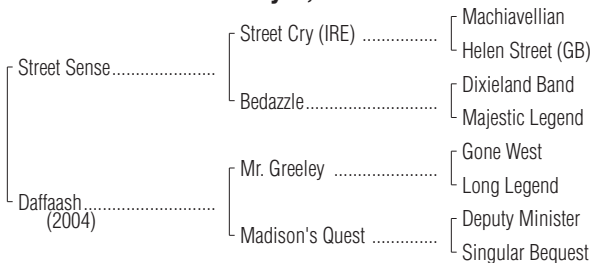 Machiavellian
Street Cry (IRE) ................
Helen Street (GB)
Street Sense......................
Dixieland Band
Bedazzle............................
Majestic Legend
Gone West
Mr. Greeley ......................
Long Legend
Daffaash............................
(2004)
Deputy Minister
Madison's Quest ..............
Singular Bequest